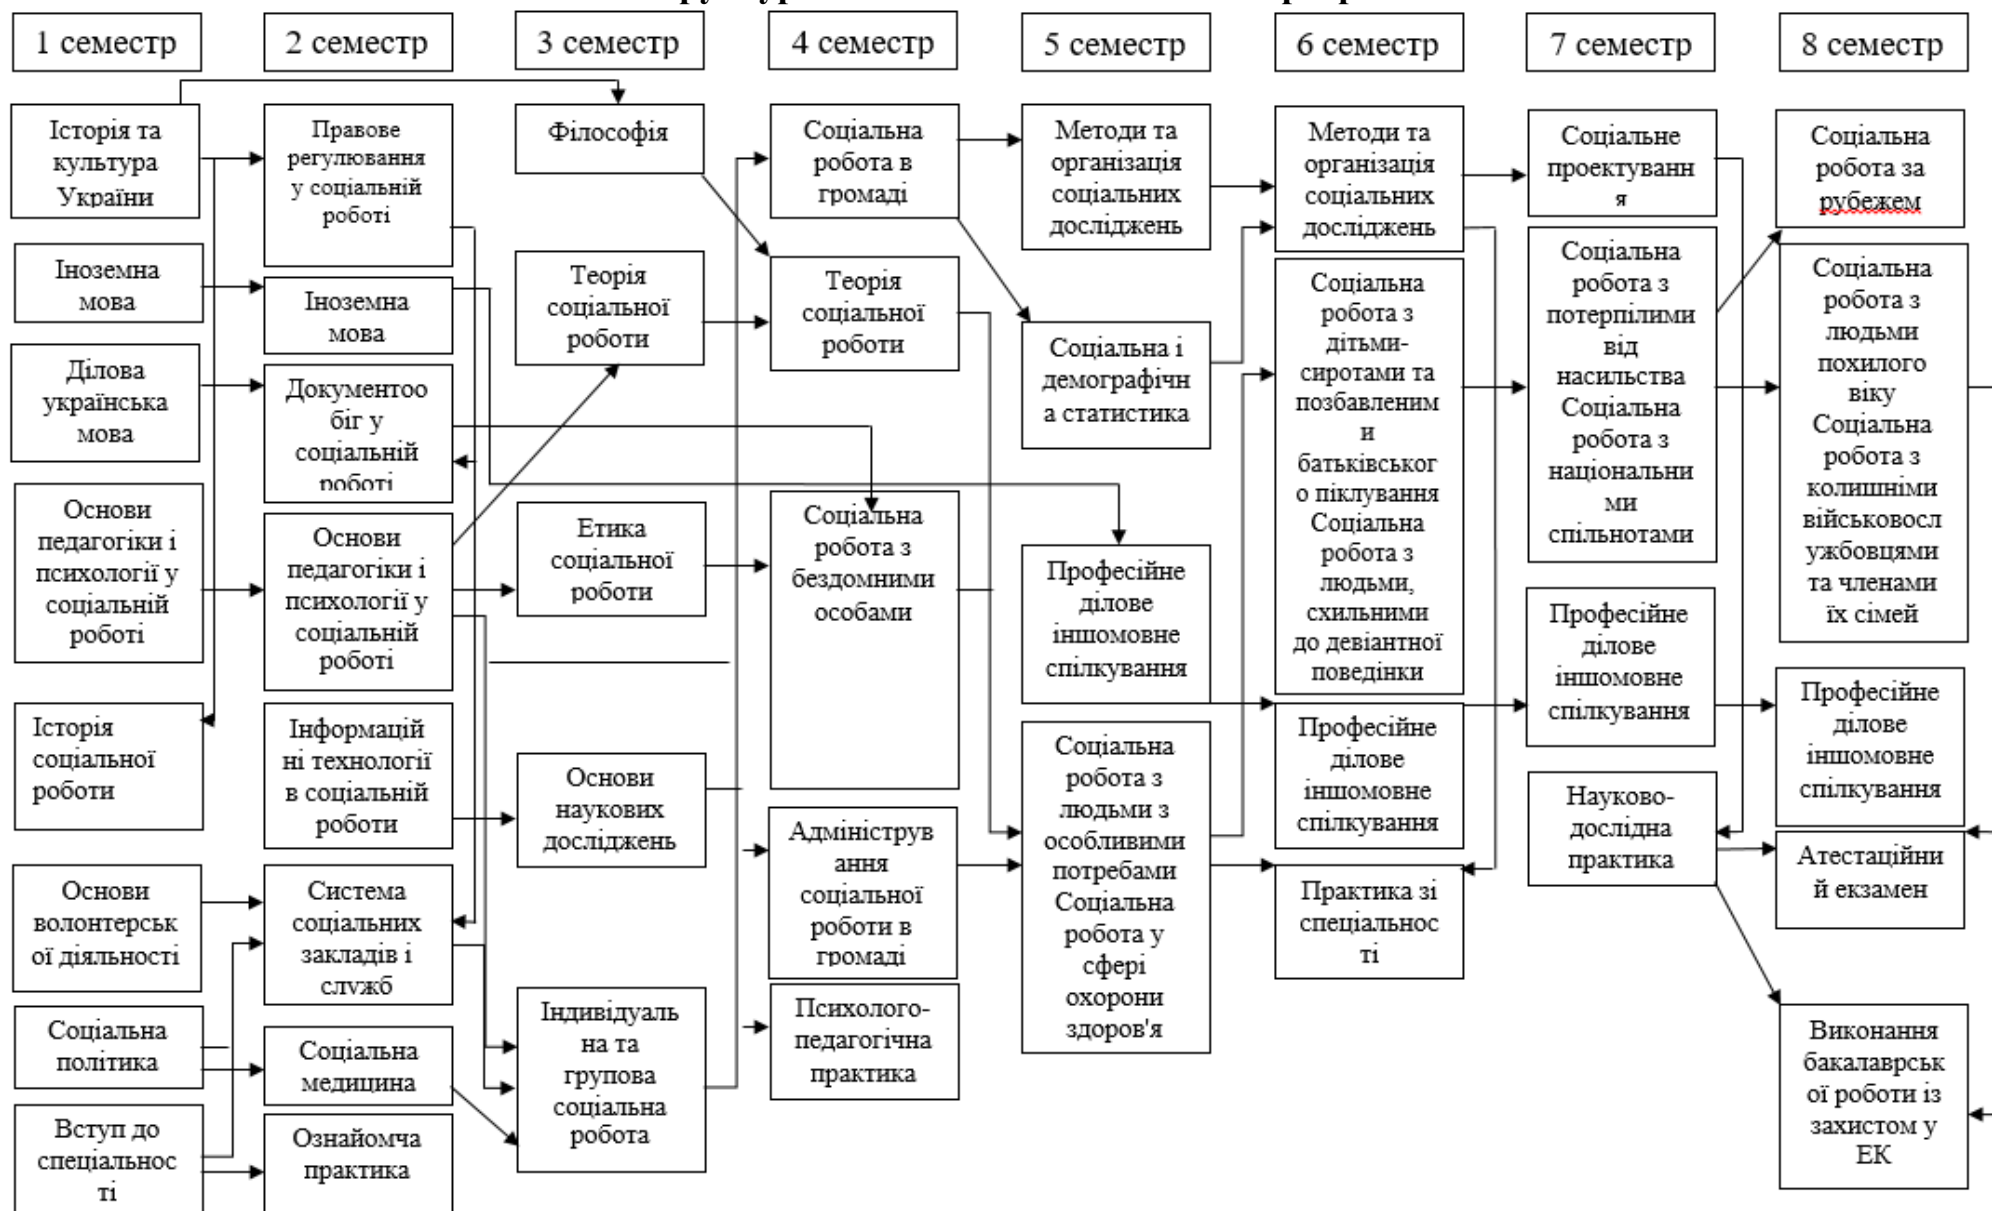 1 семестр
2 семестр
3 семестр
4 семестр
5 семестр
6 семестр
7 семестр
8 семестр
Історія та
культура
України
Іноземна
мова
Ділова
українська
мова
Основи
педагогіки і
психології у
соціальній
роботі
Історія
соціальної
роботи
Основи
волонтерськ
ої діяльності
Соціальна
політика
Вступ до
спеціальнос
ті
Правове
регулювання
у соціальній
роботі
Іноземна
мова
Документоо
біг у
соціальній
роботі
Основи
педагогіки і
психології у
соціальній
роботі
Інформацій
ні технології
в соціальній
роботи
Система
соціальних
закладів і
служб
Соціальна
медицина
Ознайомча
практика
Філософія
Теорія
соціальної
роботи
Етика
соціальної
роботи
Основи
наукових
досліджень
Індивідуаль
на та
групова
соціальна
робота
Соціальна
робота в
громаді
Теорія
соціальної
роботи
Соціальна
робота з
бездомними
особами
Адмініструв
ання
соціальної
роботи в
громаді
Психолого-
педагогічна
практика
Методи та
організація
соціальних
досліджень
Соціальна і
демографічн
а статистика
Професійне
ділове
іншомовне
спілкування
Соціальна
робота з
людьми з
особливими
потребами
Соціальна
робота у
сфері
охорони
здоров'я
Методи та
організація
соціальних
досліджень
Соціальна
робота з
дітьми-
сиротами та
позбавленим
и
батьківськог
о піклування
Соціальна
робота з
людьми,
схильними
до девіантної
поведінки
Професійне
ділове
іншомовне
спілкування
Практика зі
спеціальнос
ті
Соціальне
проектуванн
я
Соціальна
робота з
потерпілими
від
насильства
Соціальна
робота з
національни
ми
спільнотами
Професійне
ділове
іншомовне
спілкування
Науково-
дослідна
практика
Соціальна
робота за
рубежем
Соціальна
робота з
людьми
похилого
віку
Соціальна
робота з
колишніми
військовосл
ужбовцями
та членами
їх сімей
Професійне
ділове
іншомовне
спілкування
Атестаційни
й екзамен
Виконання
бакалаврськ
ої роботи із
захистом у
ЕК